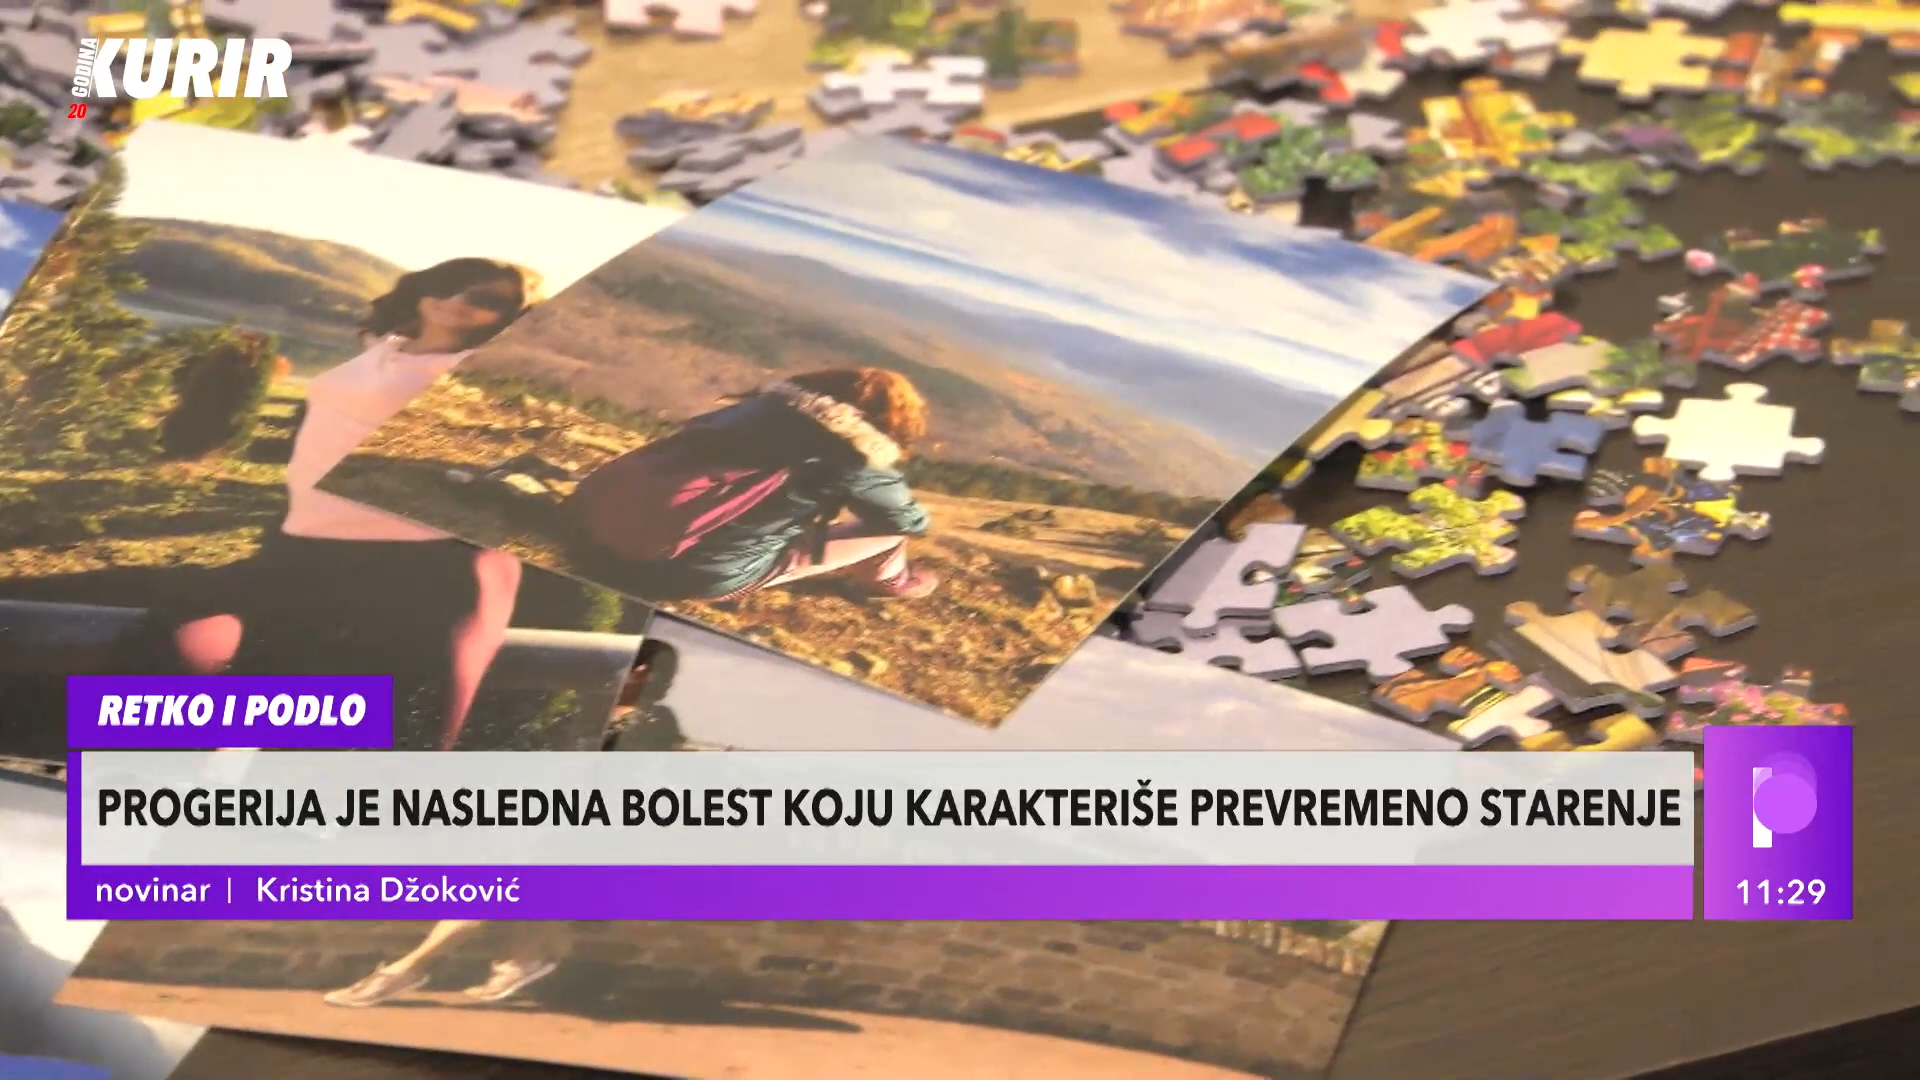 20 GODINA
KURIR
RETKO I PODLO
PROGERIJA JE NASLEDNA BOLEST KOJU KARAKTERIŠE PREVREMENO STARENJE
novinar | Kristina Džoković
11:29